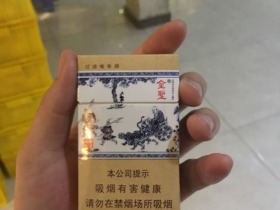 金聖
本公司提示
吸烟有害健康
请勿在禁烟场所吸烟